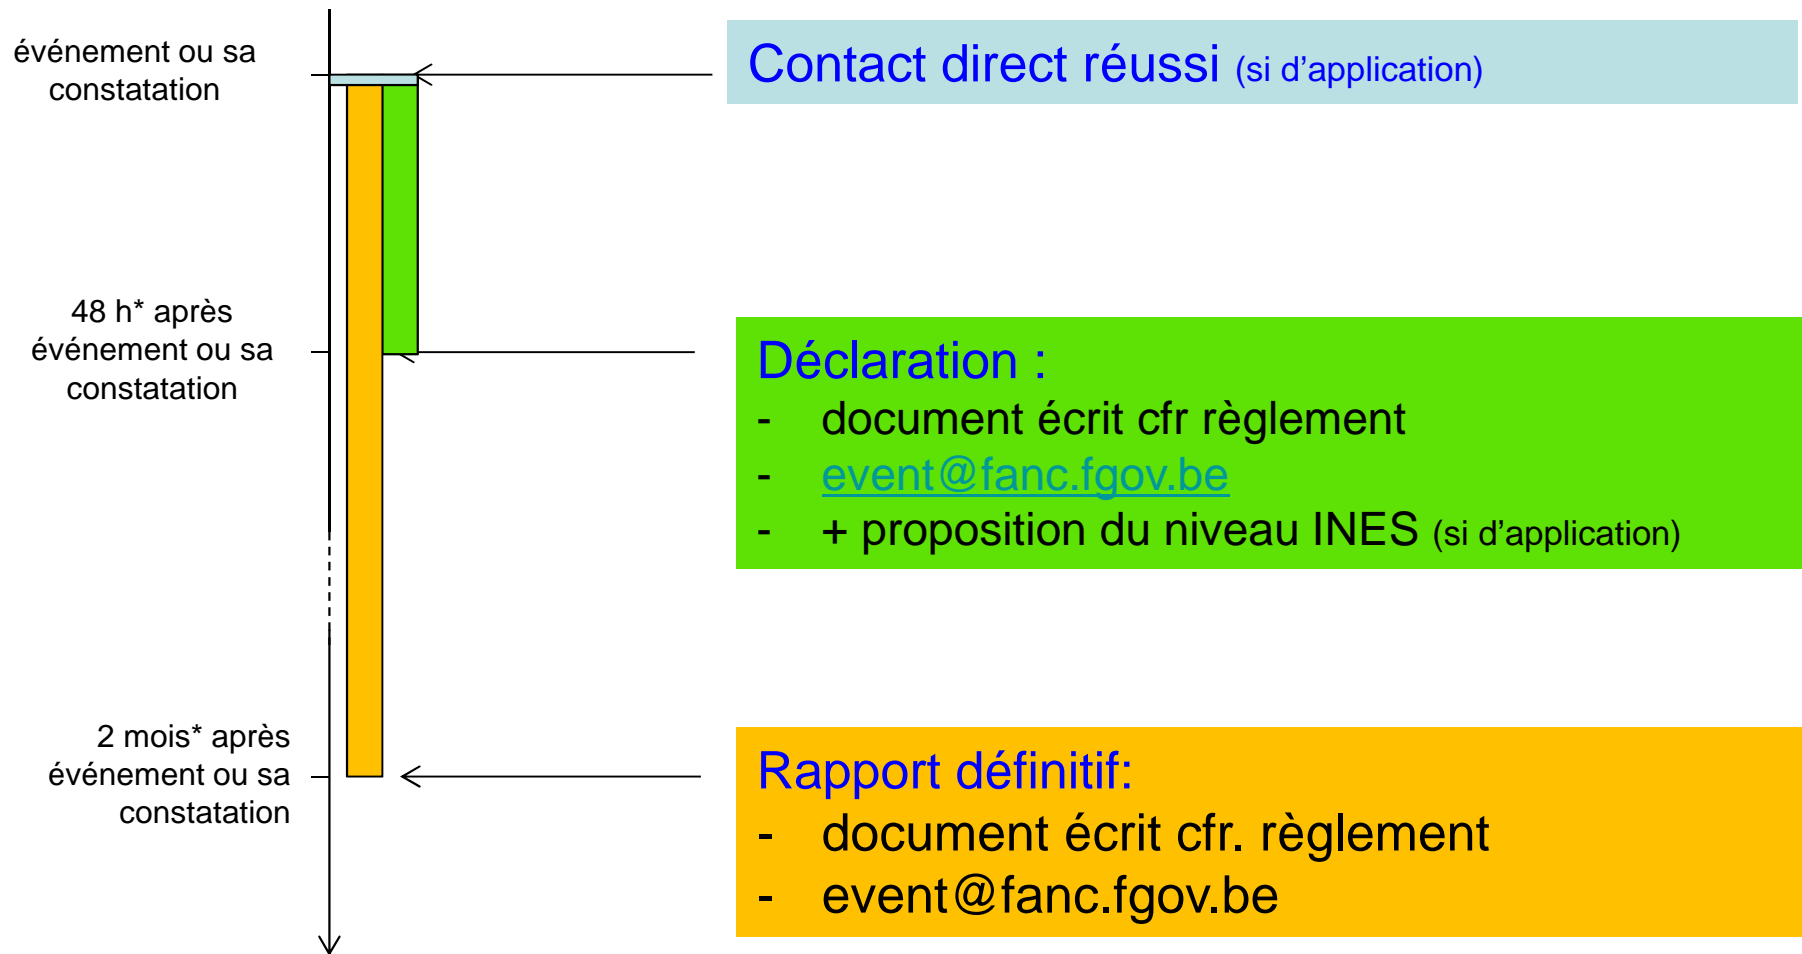 événement ou sa
constatation
Contact direct réussi (si d'application)
48 h* après
événement ou sa
constatation
Déclaration :
- document écrit cfr règlement
- event@fanc.fgov.be
- + proposition du niveau INES (si d’application)
2 mois* après
événement ou sa
constatation
Rapport définitif:
- document écrit cfr. règlement
- event@fanc.fgov.be